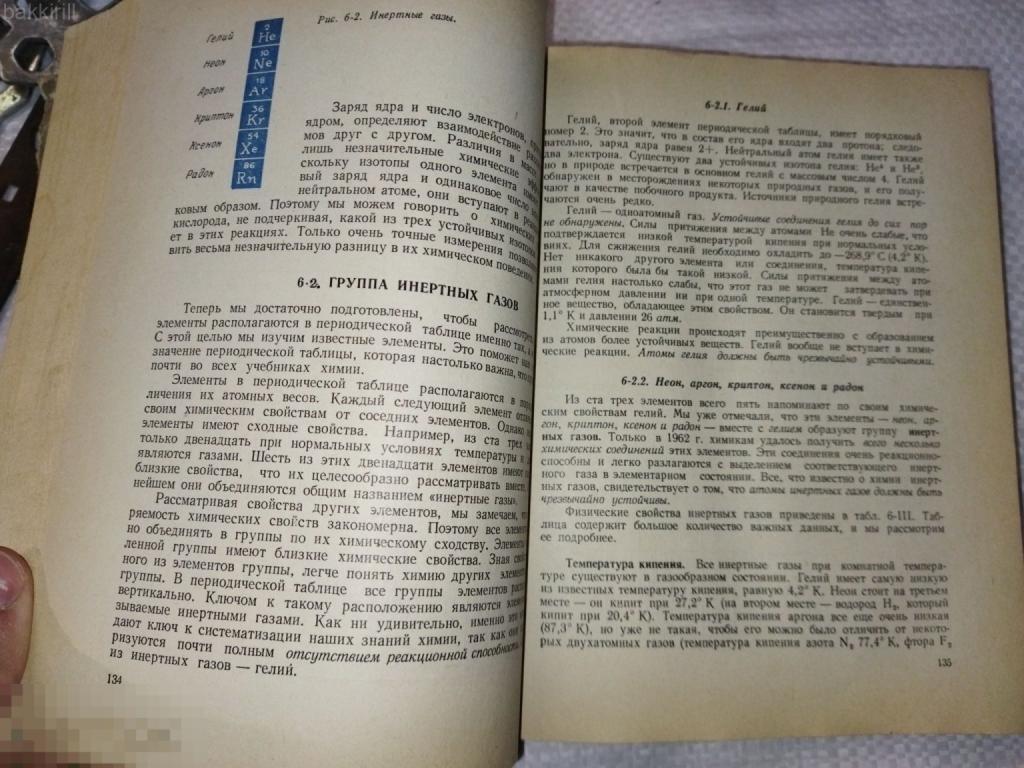 bakkirill
Рис. 6-2. Инертные газы.
Гелий 2 He
Неон 10 Ne
Аргон 18 Ar
Криптон 36 Kr
Ксенон 54 Xe
Радон 86 Rn
Заряд ядра и число электронов,
ядром, определяют взаимодействие
мов друг с другом. Различия в
лишь незначительные химические
скольку изотопы одного элемента
вый заряд ядра и одинаковое число
нейтральном атоме, они вступают в
ковым образом. Поэтому мы можем говорить о
кислорода, не подчеркивая, какой из трех устойчивых
ет в этих реакциях. Только очень точные измерения
вить весьма незначительную разницу в их химическом
6-2. ГРУППА ИНЕРТНЫХ ГАЗОВ
Теперь мы достаточно подготовлены, чтобы
элементы располагаются в периодической таблице именно так,
С этой целью мы изучим известные элементы. Это поможет нам
значение периодической таблицы, которая настолько важна, что
почти во всех учебниках химии.
Элементы в периодической таблице располагаются в
личения их атомных весов. Каждый следующий элемент
своим химическим свойствам от соседних элементов. Однако
элементы имеют сходные свойства. Например, из ста трех
только двенадцать при нормальных условиях температуры и
являются газами. Шесть из этих двенадцати элементов имеют
близкие свойства, что их целесообразно рассматривать вместе.
нейшем они объединяются общим названием «инертные газы».
Рассматривая свойства других элементов, мы замечаем, что
ряемость химических свойств закономерна. Поэтому все
но объединять в группы по их химическому сходству.
ленной группы имеют близкие химические свойства. Зная
ного из элементов группы, легче понять химию других
группы. В периодической таблице все группы элементов
вертикально. Ключом к такому расположению являются
зываемые инертными газами. Как ни удивительно, именно
дают ключ к систематизации наших знаний химии, так как они
ризуются почти полным отсутствием реакционной способности.
из инертных газов — гелий.
134
6-2.1. Гелий
Гелий, второй элемент периодической таблицы, имеет порядковый
номер 2. Это значит, что в состав его ядра входят два протона; следо-
вательно, заряд ядра равен 2+. Нейтральный атом гелия имеет также
два электрона. Существуют два устойчивых изотопа гелия: He⁴ и He³,
но в природе встречается в основном гелий с массовым числом 4. Гелий
обнаружен в месторождениях некоторых природных газов, и его полу-
чают в качестве побочного продукта. Источники природного гелия встре-
чаются очень редко.
Гелий — одноатомный газ. Устойчивые соединения гелия до сих пор
не обнаружены. Силы притяжения между атомами He очень слабые, что
подтверждается низкой температурой кипения при нормальных усло-
виях. Для сжижения гелий необходимо охладить до —268,9° С (4,2° К).
Нет никакого другого элемента или соединения, температура кипе-
ния которого была бы такой низкой. Силы притяжения между ато-
мами гелия настолько слабы, что этот газ не может затвердевать при
атмосферном давлении ни при одной температуре. Гелий — единствен-
ное вещество, обладающее этим свойством. Он становится твердым при
1,1° К и давлении 26 атм.
Химические реакции происходят преимущественно с образованием
из атомов более устойчивых веществ. Гелий вообще не вступает в хими-
ческие реакции. Атомы гелия должны быть чрезвычайно устойчивыми.
6-2.2. Неон, аргон, криптон, ксенон и радон
Из ста трех элементов всего пять напоминают по своим химиче-
ским свойствам гелий. Мы уже отмечали, что эти элементы — неон, ар-
гон, криптон, ксенон и радон — вместе с гелием образуют группу инерт-
ных газов. Только в 1962 г. химикам удалось получить всего несколько
химических соединений этих элементов. Эти соединения очень реакционно-
способны и легко разлагаются с выделением соответствующего инерт-
ного газа в элементарном состоянии. Все, что известно о химии инерт-
ных газов, свидетельствует о том, что атомы инертных газов должны быть
чрезвычайно устойчивы.
Физические свойства инертных газов приведены в табл. 6-III. Таб-
лица содержит большое количество важных данных, и мы рассмотрим
ее подробнее.
Температура кипения. Все инертные газы при комнатной темпера-
туре существуют в газообразном состоянии. Гелий имеет самую низкую
из известных температуру кипения, равную 4,2° К. Неон стоит на третьем
месте — он кипит при 27,2° К (на втором месте — водород H₂, который
кипит при 20,4° К). Температура кипения аргона все еще очень низкая
(87,3° К), но уже не такая, чтобы его можно было отличить от некото-
рых двухатомных газов (температура кипения азота N₂ 77,4° К, фтора F₂
135